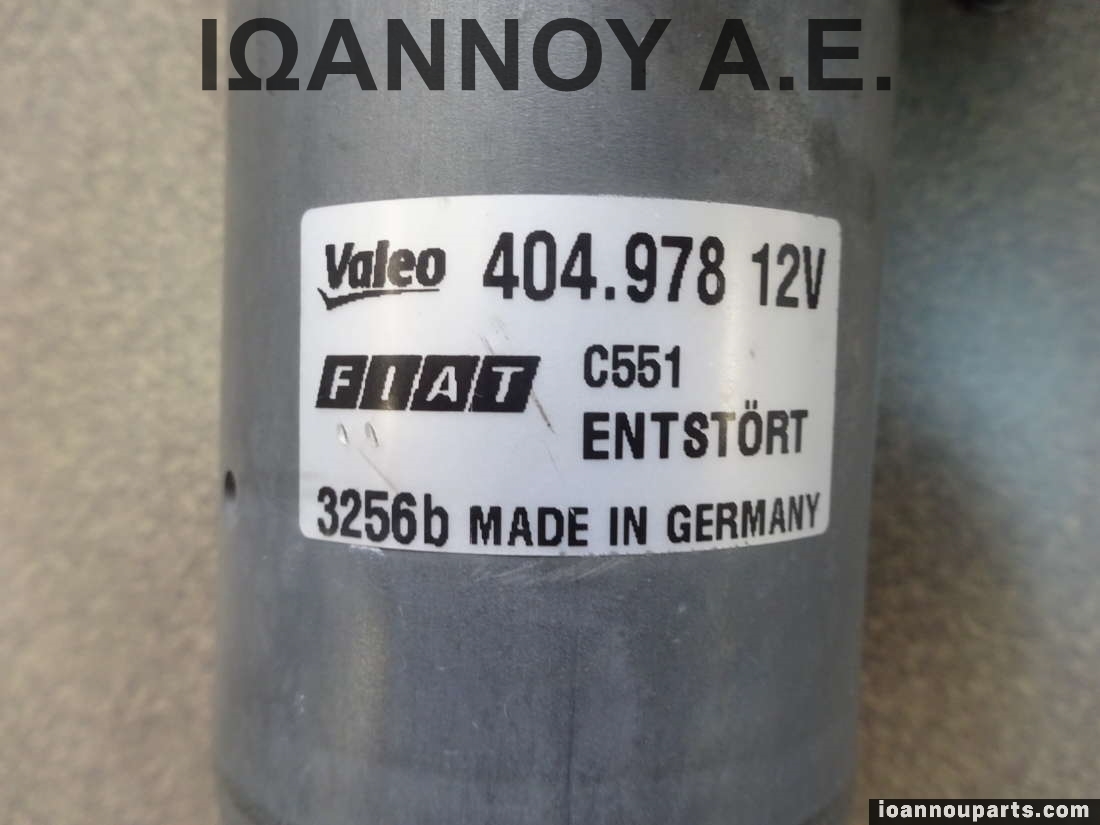 ΙΩΑΝΝΟΥ Α.Ε.
Valeo 404.978 12V
FIAT C551
ENTSTÖRT
3256b MADE IN GERMANY
ioannouparts.com